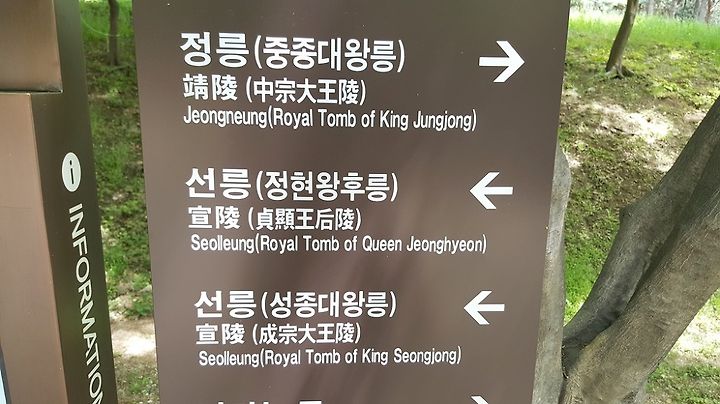 정릉(중종대왕릉) →
靖陵 (中宗大王陵)
Jeongneung(Royal Tomb of King Jungjong)
선릉(정현왕후릉) ←
宣陵 (貞顯王后陵)
Seolleung(Royal Tomb of Queen Jeonghyeon)
선릉(성종대왕릉) ←
宣陵 (成宗大王陵)
Seolleung(Royal Tomb of King Seongjong)
i INFORMATION